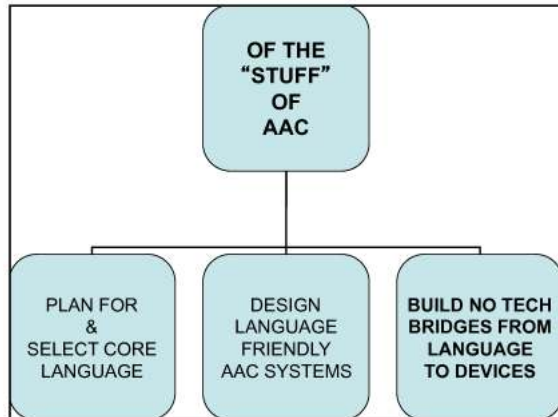 OF THE
“STUFF”
OF
AAC
PLAN FOR
&
SELECT CORE
LANGUAGE
DESIGN
LANGUAGE
FRIENDLY
AAC SYSTEMS
BUILD NO TECH
BRIDGES FROM
LANGUAGE
TO DEVICES